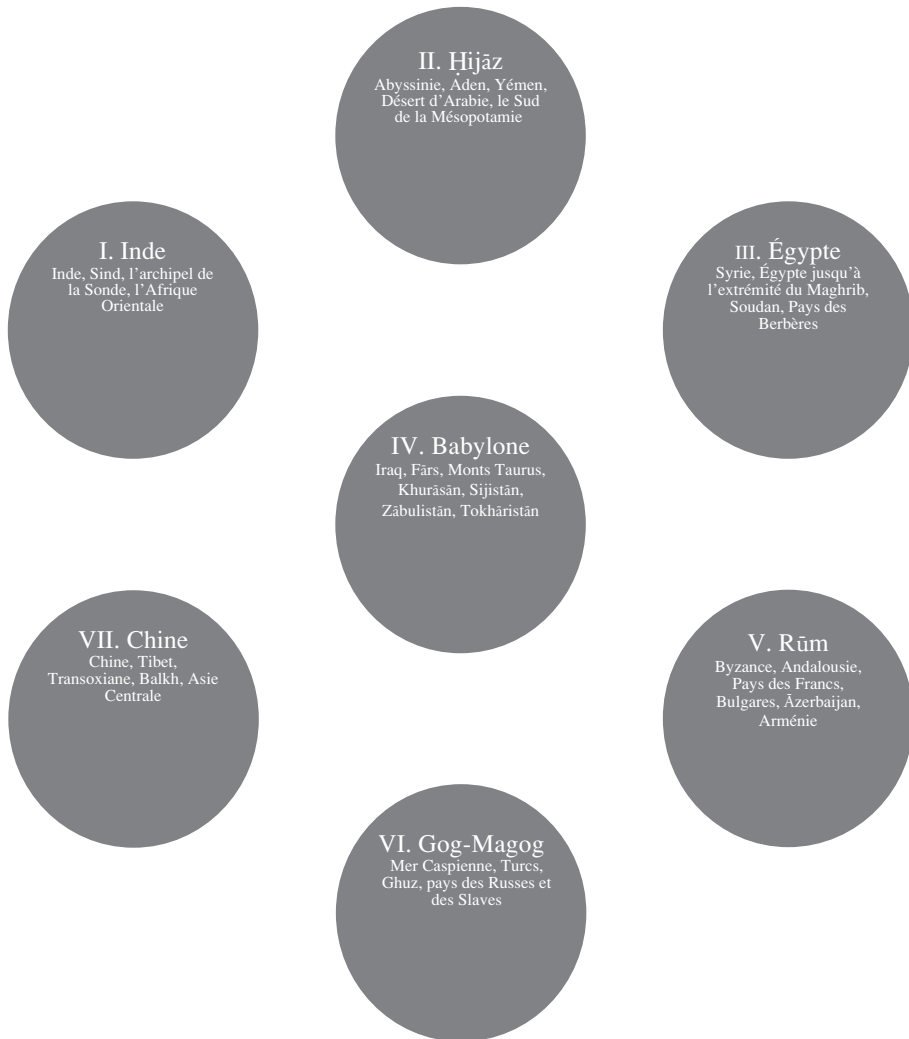 II. Ḥijāz
Abyssinie, Aden, Yémen,
Désert d’Arabie, le Sud
de la Mésopotamie
I. Inde
Inde, Sind, l’archipel de
la Sonde, l’Afrique
Orientale
III. Égypte
Syrie, Égypte jusqu’à
l’extrémité du Maghrib,
Soudan, Pays des
Berbères
IV. Babylone
Iraq, Fārs, Monts Taurus,
Khurāsān, Sijistān,
Zābulistān, Tokhāristān
VII. Chine
Chine, Tibet,
Transoxiane, Balkh, Asie
Centrale
V. Rūm
Byzance, Andalousie,
Pays des Francs,
Bulgares, Āzerbaijan,
Arménie
VI. Gog-Magog
Mer Caspienne, Turcs,
Ghuz, pays des Russes et
des Slaves